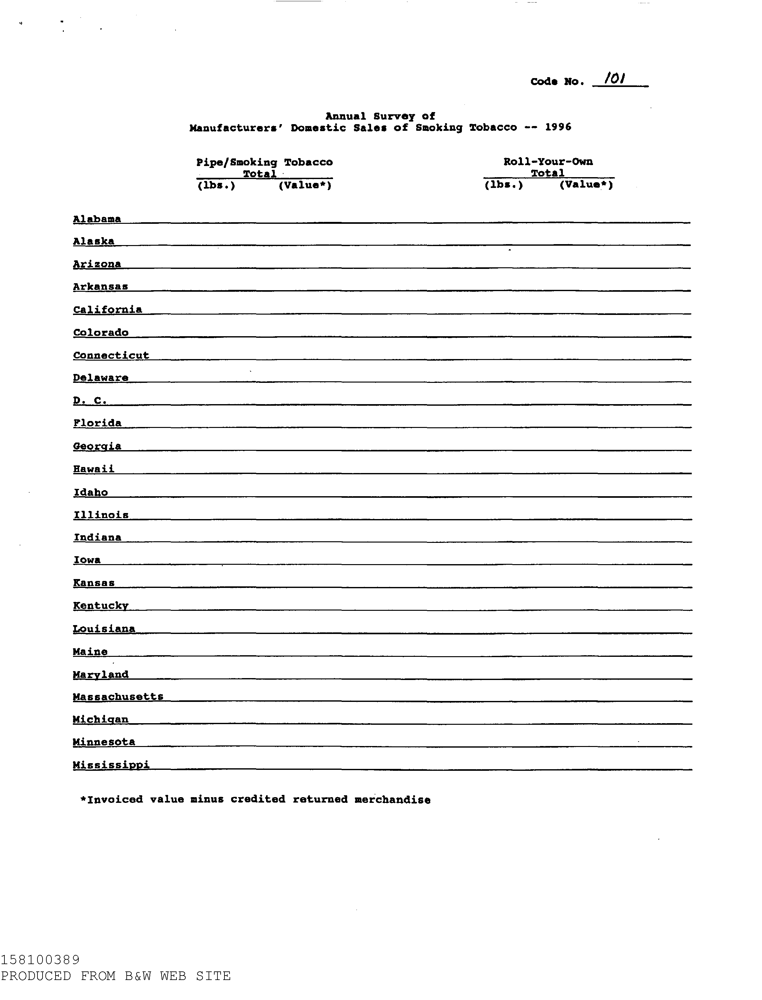 Code No. 101
Annual Survey of
Manufacturers' Domestic Sales of Smoking Tobacco -- 1996
Pipe/Smoking Tobacco Roll-Your-Own
Total Total
(lbs.) (Value*) (lbs.) (Value*)
Alabama
Alaska
Arizona
Arkansas
California
Colorado
Connecticut
Delaware
D. C.
Florida
Georgia
Hawaii
Idaho
Illinois
Indiana
Iowa
Kansas
Kentucky
Louisiana
Maine
Maryland
Massachusetts
Michigan
Minnesota
Mississippi
*Invoiced value minus credited returned merchandise
158100389
PRODUCED FROM B&W WEB SITE